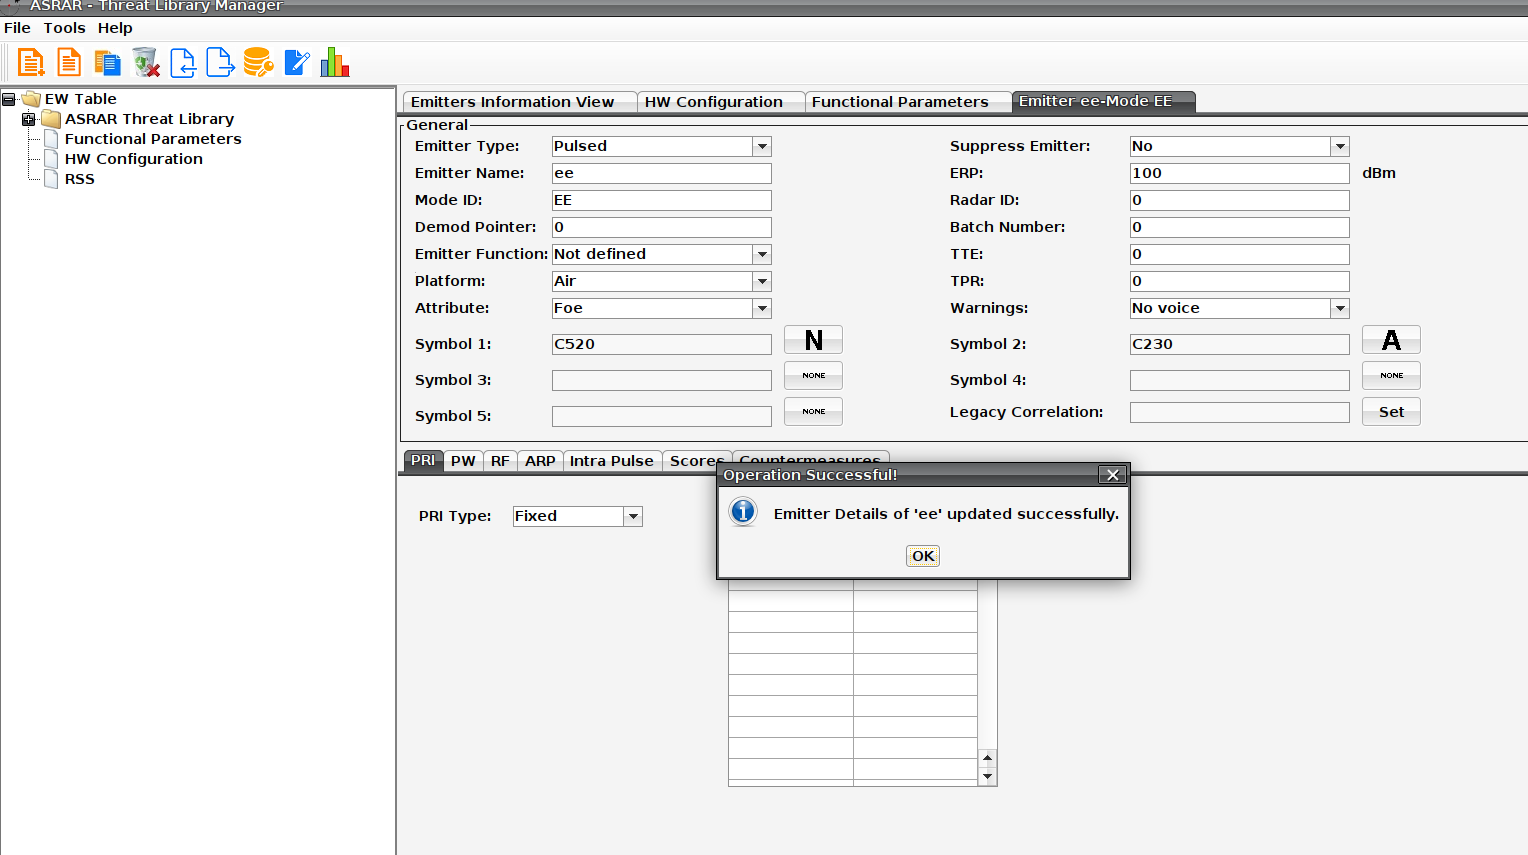 ASRAR - Threat Library Manager
File Tools Help
EW Table
ASRAR Threat Library
Functional Parameters
HW Configuration
RSS
Emitters Information View HW Configuration Functional Parameters Emitter ee-Mode EE
General
Emitter Type: Pulsed Suppress Emitter: No
Emitter Name: ee ERP: 100 dBm
Mode ID: EE Radar ID: 0
Demod Pointer: 0 Batch Number: 0
Emitter Function: Not defined TTE: 0
Platform: Air TPR: 0
Attribute: Foe Warnings: No voice
Symbol 1: C520 N Symbol 2: C230 A
Symbol 3: NONE Symbol 4: NONE
Symbol 5: NONE Legacy Correlation: Set
PRI PW RF ARP Intra Pulse Scores Countermeasures
Operation Successful!
Emitter Details of 'ee' updated successfully.
OK
PRI Type: Fixed